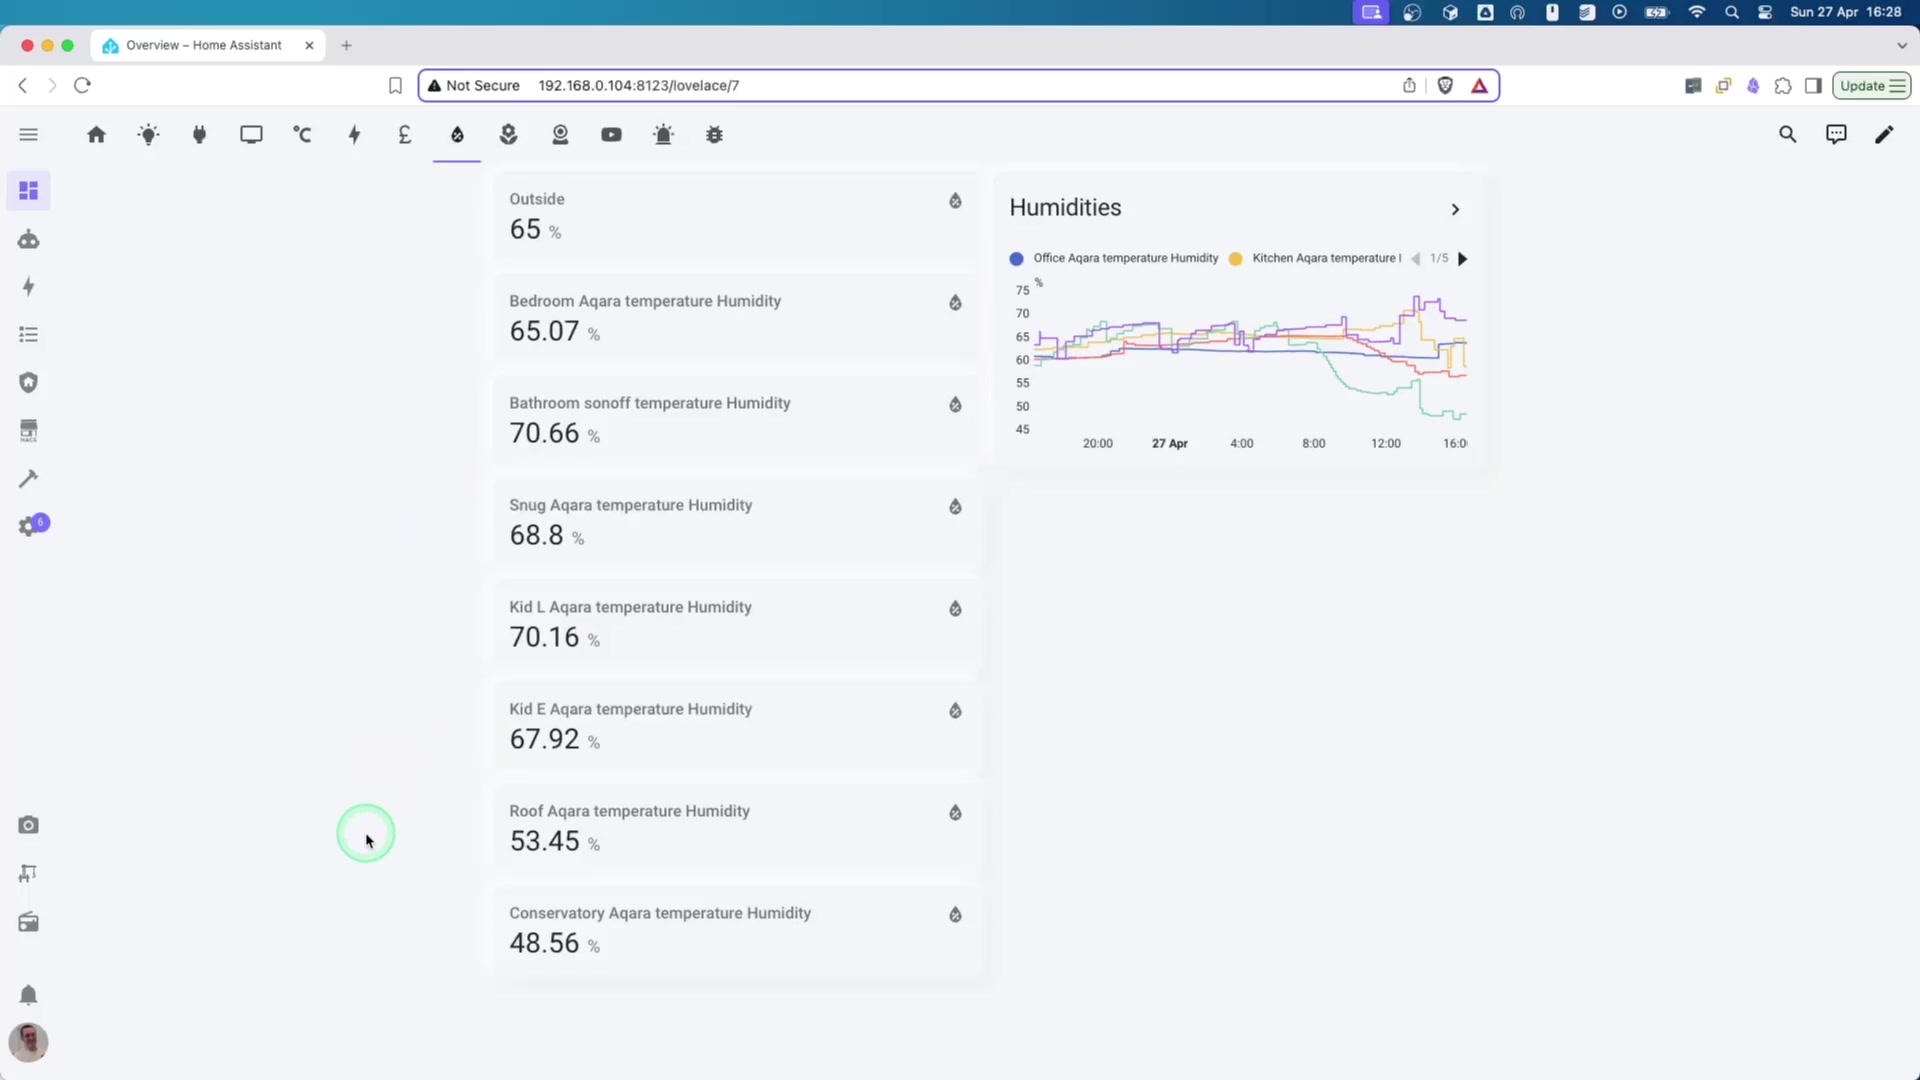 Sun 27 Apr 16:28
Overview – Home Assistant
Not Secure 192.168.0.104:8123/lovelace/7
Update
°C
£
6
HACS
Outside
65 %
Bedroom Aqara temperature Humidity
65.07 %
Bathroom sonoff temperature Humidity
70.66 %
Snug Aqara temperature Humidity
68.8 %
Kid L Aqara temperature Humidity
70.16 %
Kid E Aqara temperature Humidity
67.92 %
Roof Aqara temperature Humidity
53.45 %
Conservatory Aqara temperature Humidity
48.56 %
Humidities
Office Aqara temperature Humidity Kitchen Aqara temperature 1/5
%
75
70
65
60
55
50
45
20:00 27 Apr 4:00 8:00 12:00 16:0